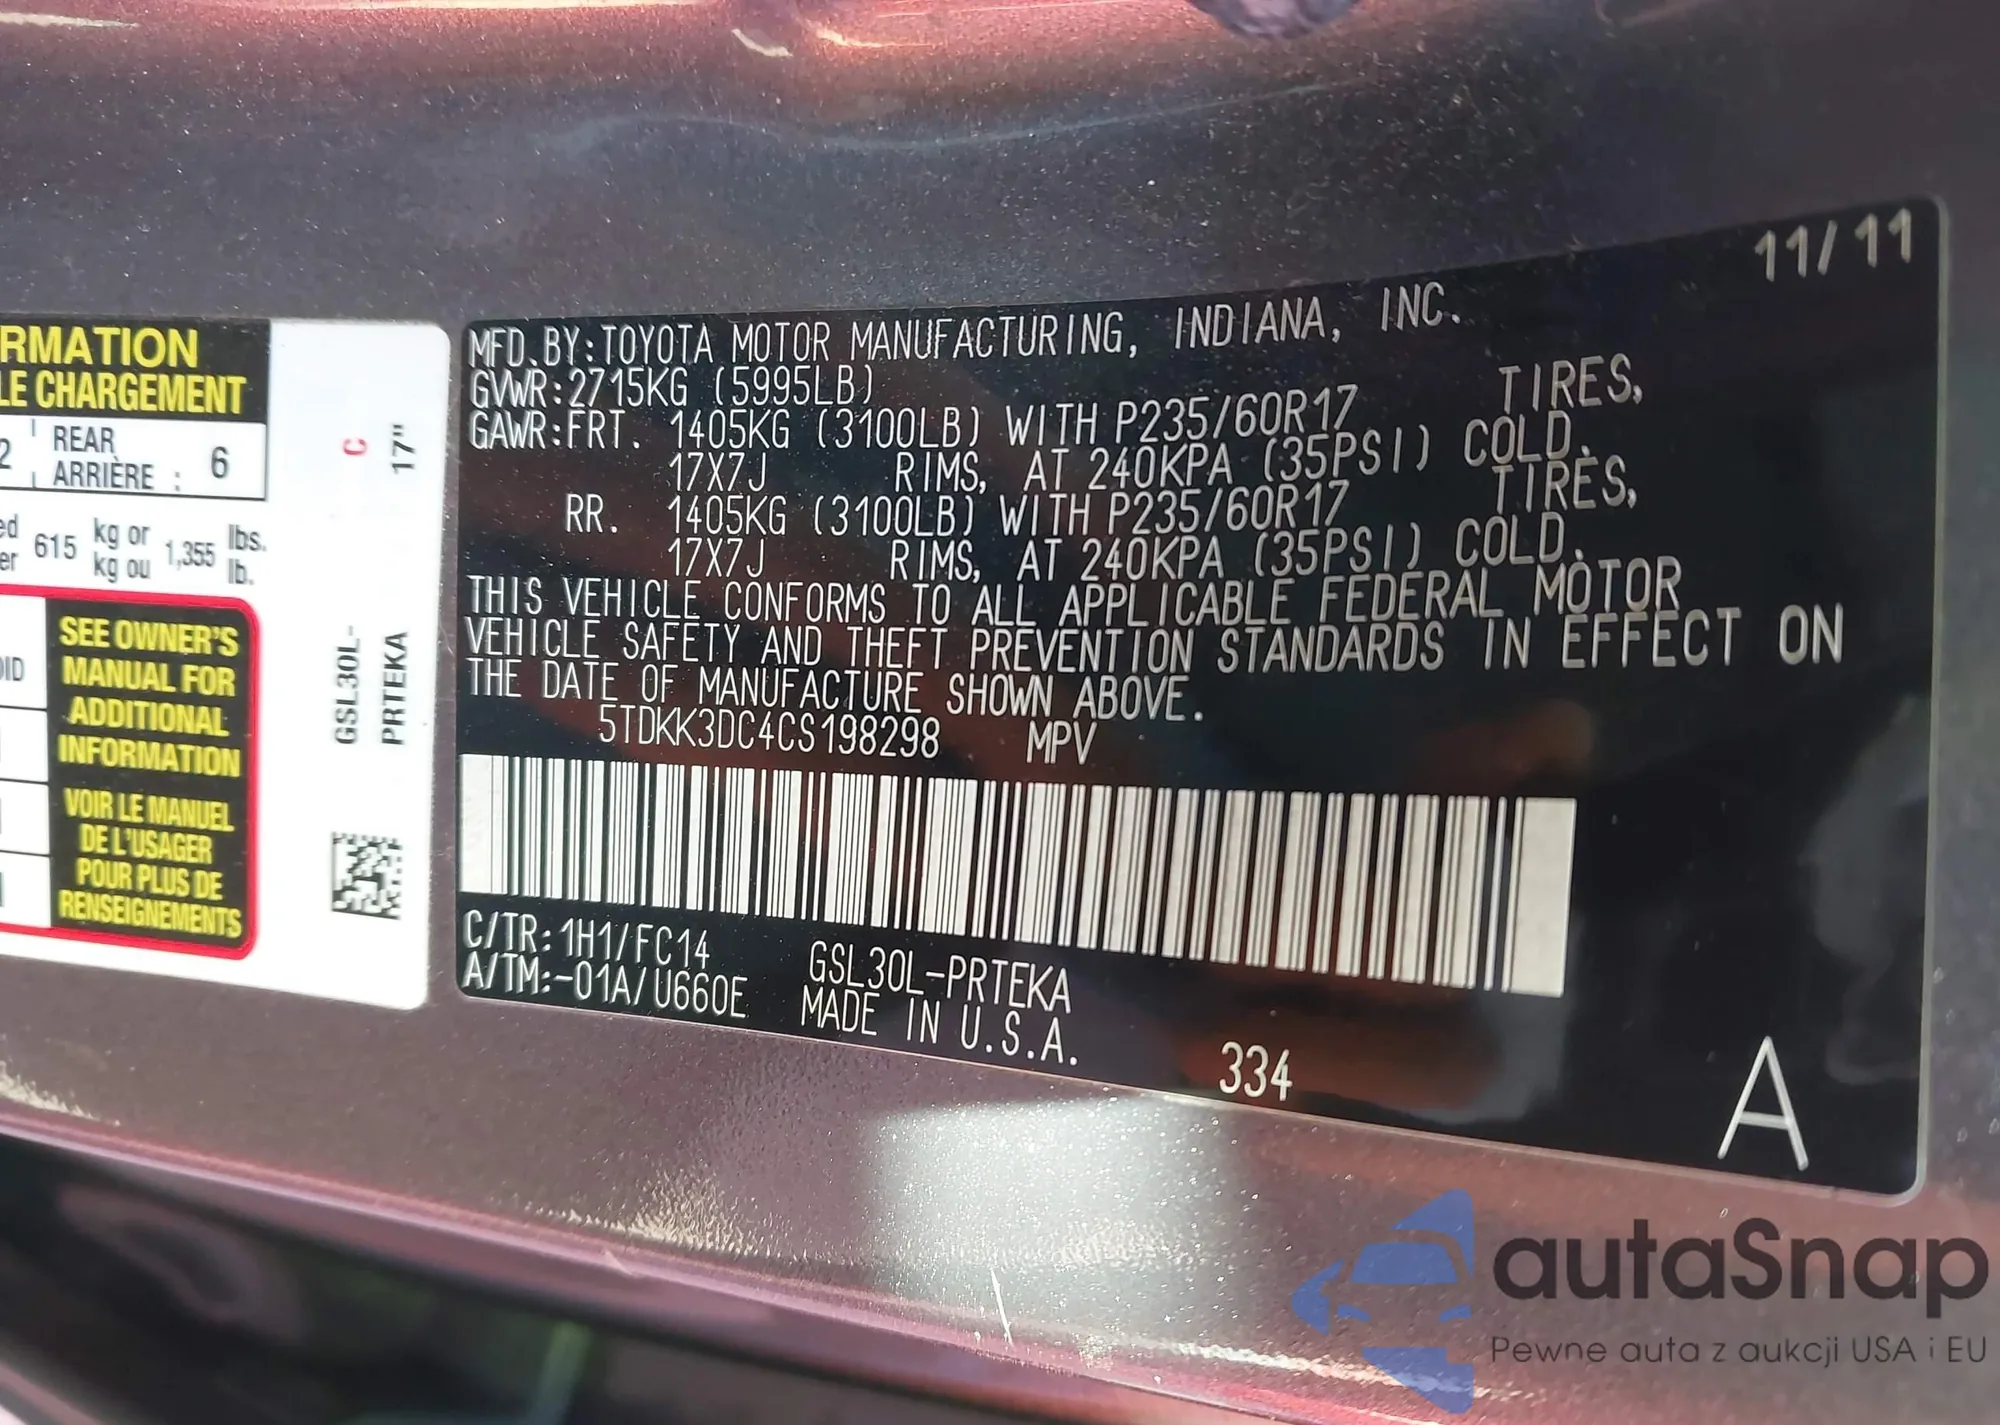 RMATION
LE CHARGEMENT
2 REAR
ARRIÈRE : 6
ed
er 615 kg or
kg ou 1,355 lbs.
lb.
OID
SEE OWNER'S
MANUAL FOR
ADDITIONAL
INFORMATION
VOIR LE MANUEL
DE L'USAGER
POUR PLUS DE
RENSEIGNEMENTS
C
17"
GSL30L-
PRTEKA
11/11
MFD.BY:TOYOTA MOTOR MANUFACTURING, INDIANA, INC.
GVWR:2715KG (5995LB)
GAWR:FRT. 1405KG (3100LB) WITH P235/60R17 TIRES,
17X7J RIMS, AT 240KPA (35PSI) COLD.
RR. 1405KG (3100LB) WITH P235/60R17 TIRES,
17X7J RIMS, AT 240KPA (35PSI) COLD.
THIS VEHICLE CONFORMS TO ALL APPLICABLE FEDERAL MOTOR
VEHICLE SAFETY AND THEFT PREVENTION STANDARDS IN EFFECT ON
THE DATE OF MANUFACTURE SHOWN ABOVE.
5TDKK3DC4CS198298 MPV
C/TR:1H1/FC14 GSL30L-PRTEKA
A/TM:-01A/U660E MADE IN U.S.A.
334
A
autaSnap
Pewne auta z aukcji USA i EU